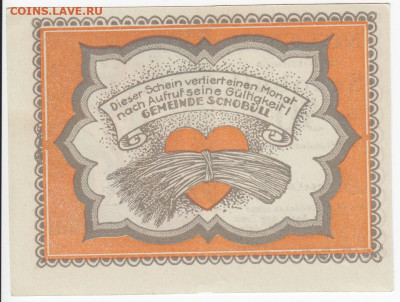 COINS.LAVE.RU
Dieser Schein verliert einen Monat
nach Aufruf seine Gültigkeit!
GEMEINDE SCHOBÜLL